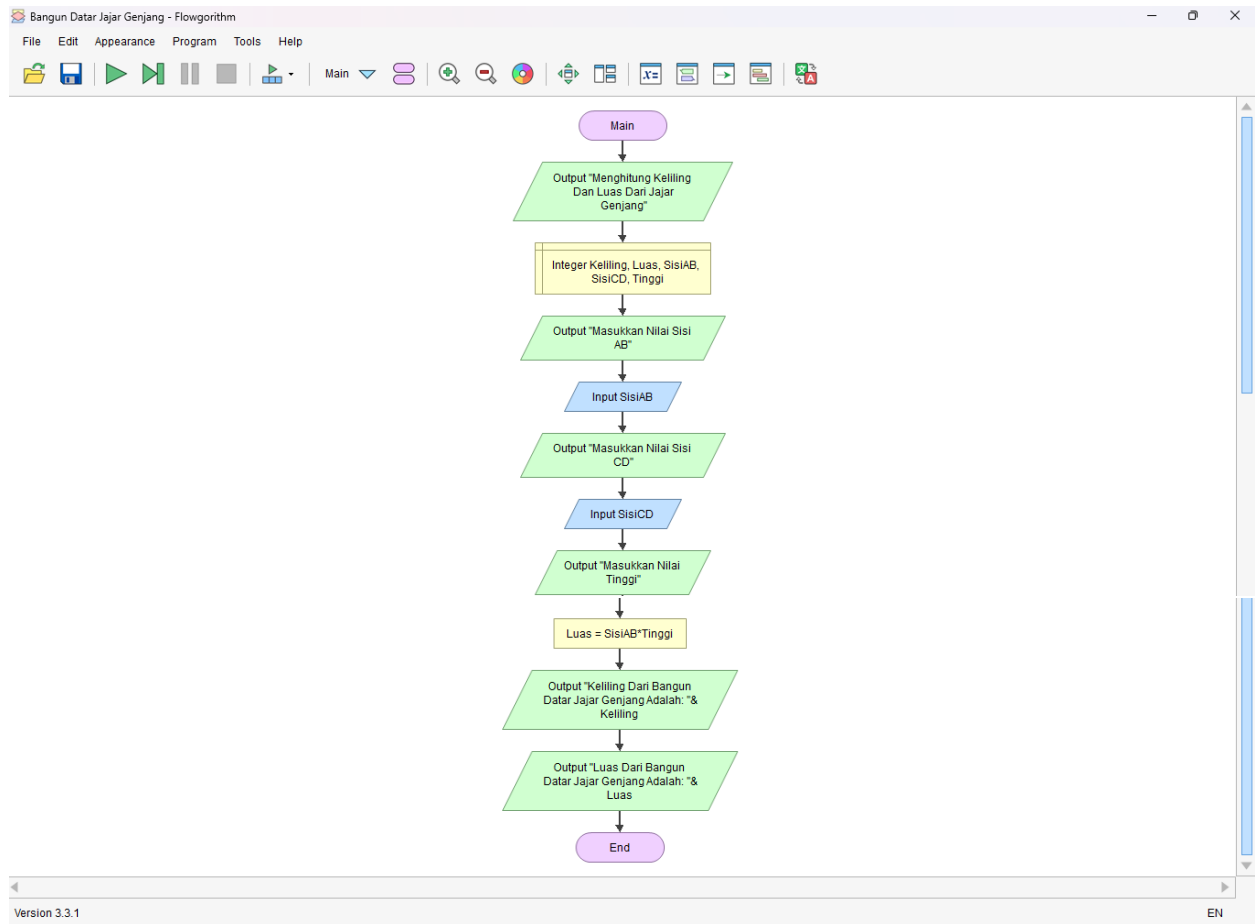 Bangun Datar Jajar Genjang - Flowgorithm
File Edit Appearance Program Tools Help
Main
x=
A
Main
Output "Menghitung Keliling
Dan Luas Dari Jajar
Genjang"
Integer Keliling, Luas, SisiAB,
SisiCD, Tinggi
Output "Masukkan Nilai Sisi
AB"
Input SisiAB
Output "Masukkan Nilai Sisi
CD"
Input SisiCD
Output "Masukkan Nilai
Tinggi"
Luas = SisiAB*Tinggi
Output "Keliling Dari Bangun
Datar Jajar Genjang Adalah: "&
Keliling
Output "Luas Dari Bangun
Datar Jajar Genjang Adalah: "&
Luas
End
Version 3.3.1
EN